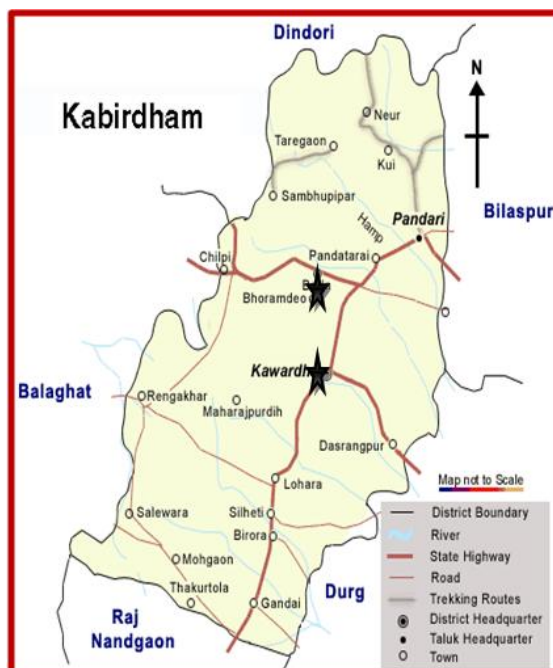 Dindori
Kabirdham
N
Neur
Taregaon
Kui
Sambhupipar
Bilaspur
Pandari
Hamp
Pandatarai
Chilpi
Bhoramdeo
Balaghat
Rengakhar
Maharajpurdih
Dasrangpur
Map not to Scale
Lohara
Salewara
Silheti
Birora
Mohgaon
Thakurtola
Durg
Gandai
Raj
Nandgaon
District Boundary
River
State Highway
Road
Trekking Routes
District Headquarter
Taluk Headquarter
Town